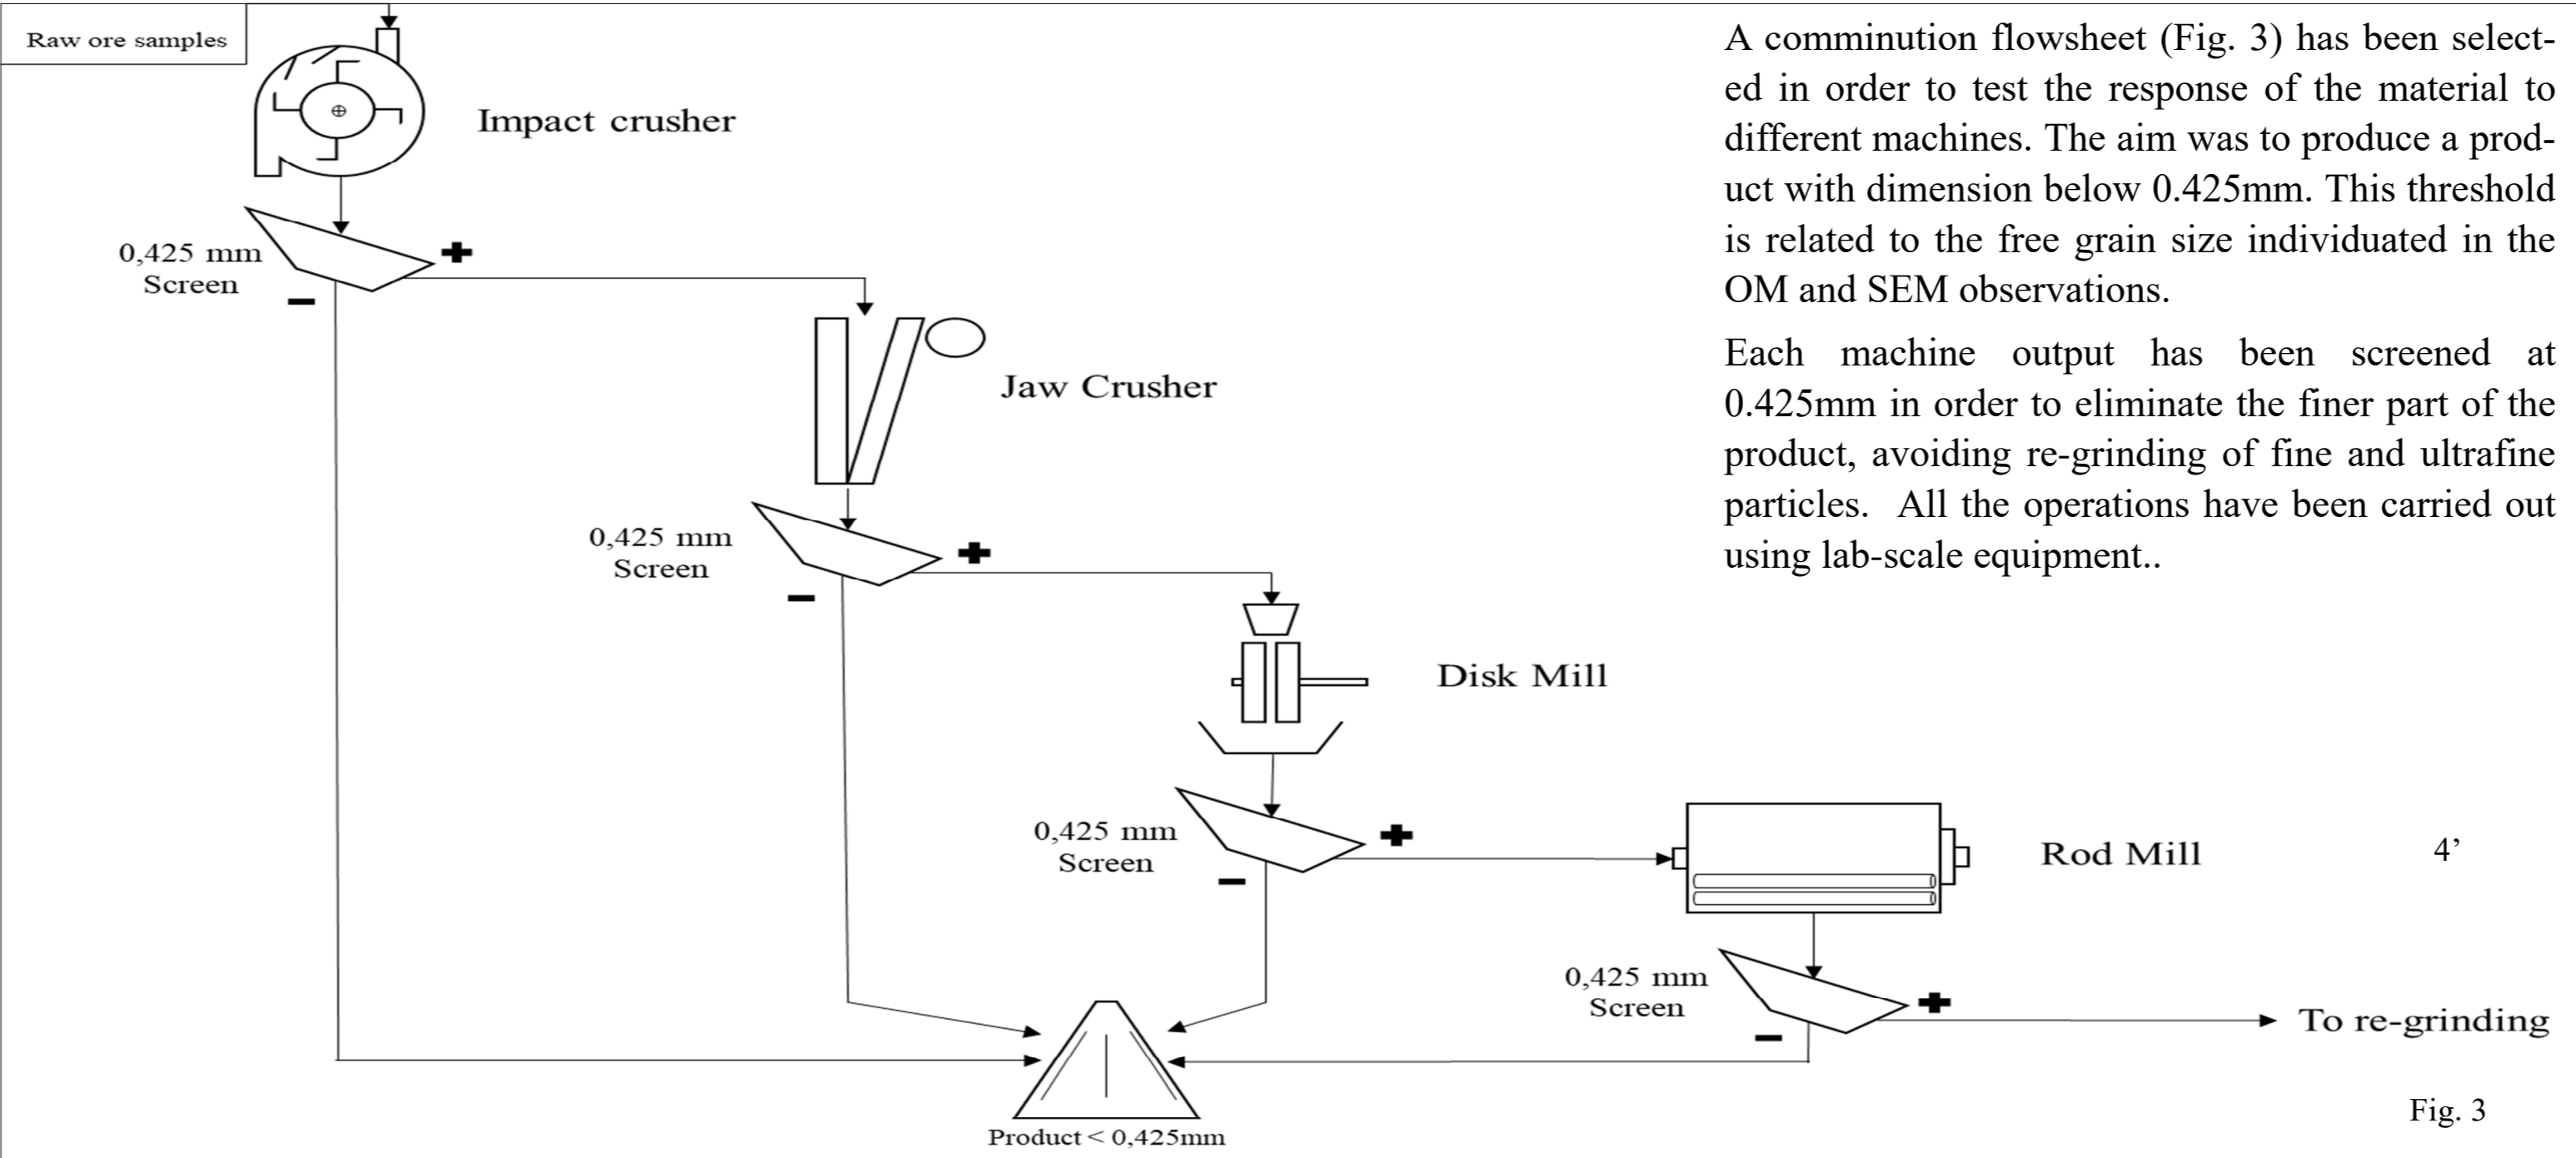 Raw ore samples
Impact crusher
0,425 mm
Screen
Jaw Crusher
0,425 mm
Screen
Disk Mill
0,425 mm
Screen
Rod Mill
4’
0,425 mm
Screen
To re-grinding
Product < 0,425mm
Fig. 3
A comminution flowsheet (Fig. 3) has been select-
ed in order to test the response of the material to
different machines. The aim was to produce a prod-
uct with dimension below 0.425mm. This threshold
is related to the free grain size individuated in the
OM and SEM observations.
Each machine output has been screened at
0.425mm in order to eliminate the finer part of the
product, avoiding re-grinding of fine and ultrafine
particles. All the operations have been carried out
using lab-scale equipment..